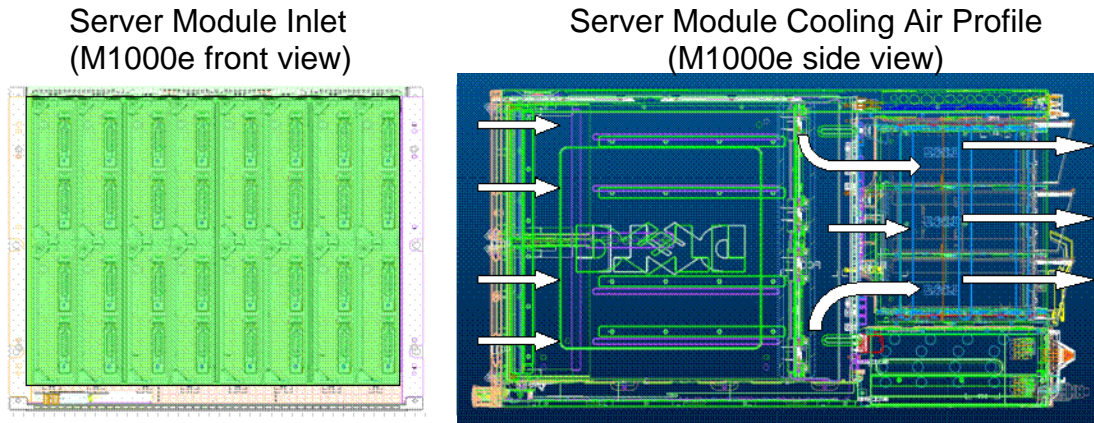 Server Module Inlet
(M1000e front view)
Server Module Cooling Air Profile
(M1000e side view)